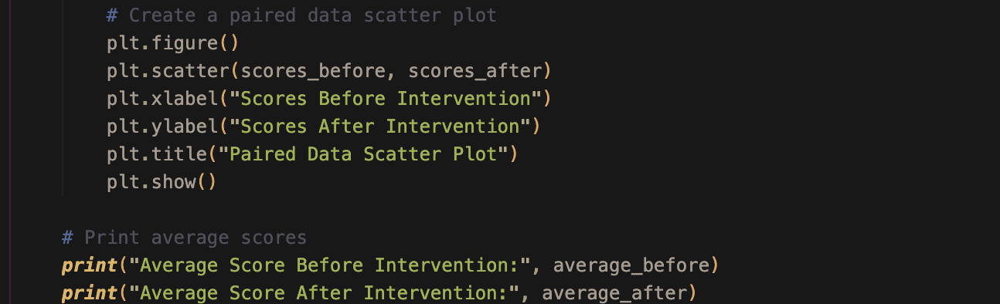 # Create a paired data scatter plot
plt.figure()
plt.scatter(scores_before, scores_after)
plt.xlabel("Scores Before Intervention")
plt.ylabel("Scores After Intervention")
plt.title("Paired Data Scatter Plot")
plt.show()
# Print average scores
print("Average Score Before Intervention:", average_before)
print("Average Score After Intervention:", average_after)